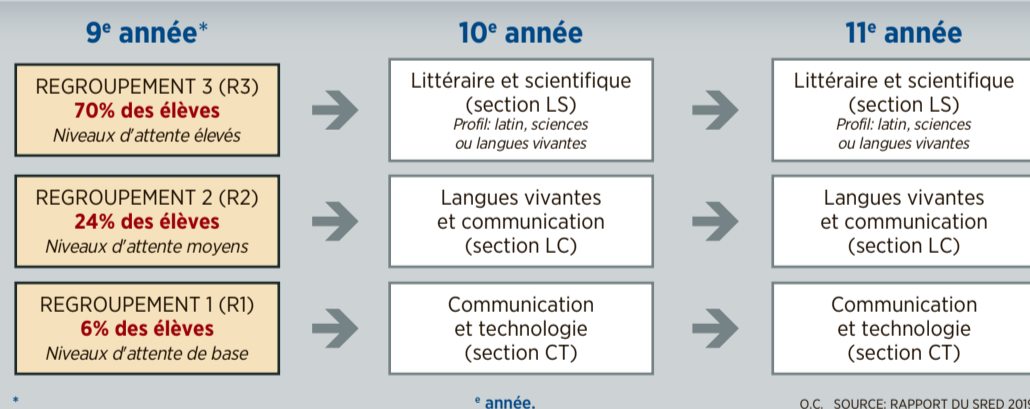 9e année*
10e année
11e année
REGROUPEMENT 3 (R3)
70% des élèves
Niveaux d'attente élevés
Littéraire et scientifique
(section LS)
Profil: latin, sciences
ou langues vivantes
Littéraire et scientifique
(section LS)
Profil: latin, sciences
ou langues vivantes
REGROUPEMENT 2 (R2)
24% des élèves
Niveaux d'attente moyens
Langues vivantes
et communication
(section LC)
Langues vivantes
et communication
(section LC)
REGROUPEMENT 1 (R1)
6% des élèves
Niveaux d'attente de base
Communication
et technologie
(section CT)
Communication
et technologie
(section CT)
*
e année.
O.C. SOURCE: RAPPORT DU SRED 2019